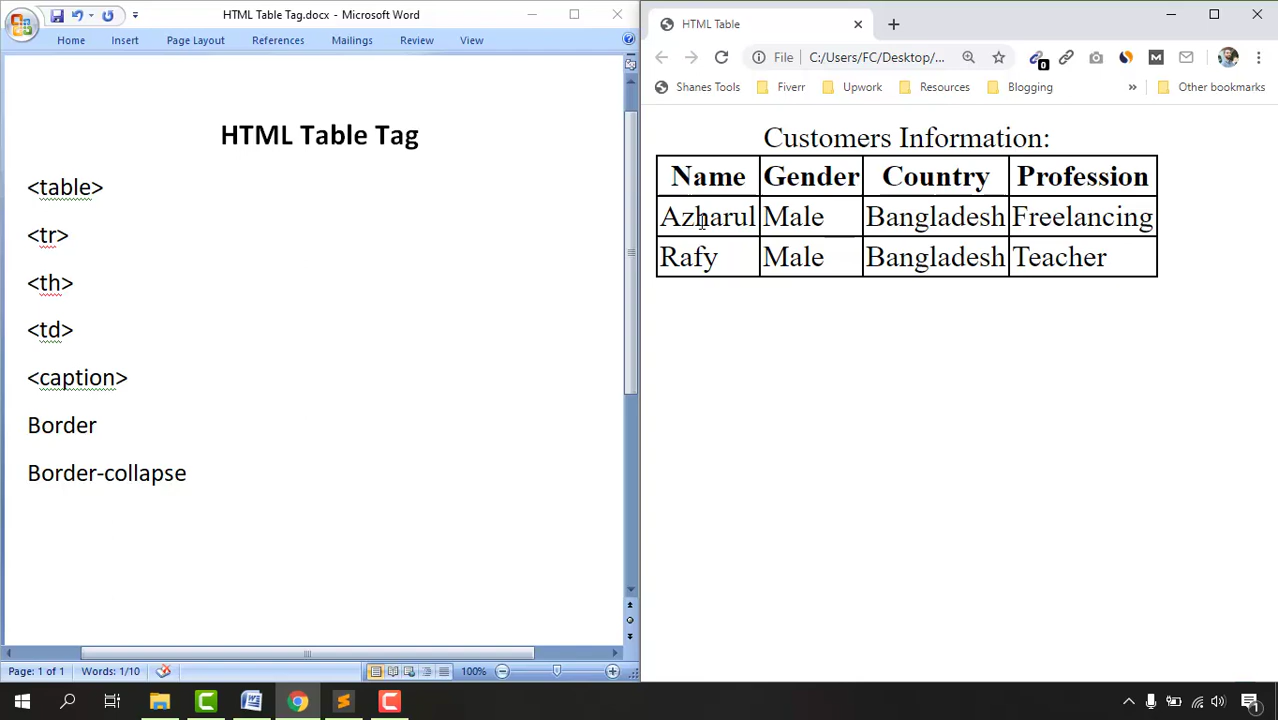 HTML Table Tag.docx - Microsoft Word
Home Insert Page Layout References Mailings Review View
HTML Table Tag
<table>
<tr>
<th>
<td>
<caption>
Border
Border-collapse
Page: 1 of 1 Words: 1/10 100%
HTML Table
File C:/Users/FC/Desktop/...
0 M
Shanes Tools Fiverr Upwork Resources Blogging » Other bookmarks
Customers Information:
Name Gender Country Profession
Azharul Male Bangladesh Freelancing
Rafy Male Bangladesh Teacher
1